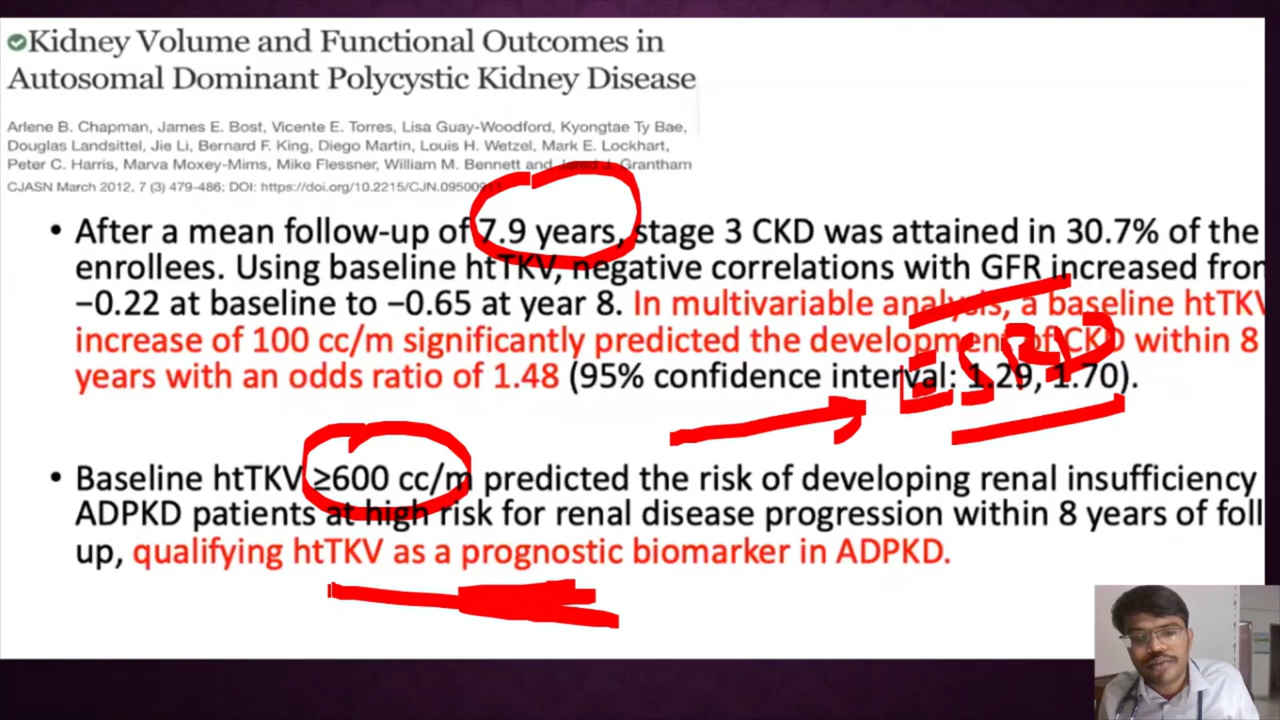 Kidney Volume and Functional Outcomes in
Autosomal Dominant Polycystic Kidney Disease
Arlene B. Chapman, James E. Bost, Vicente E. Torres, Lisa Guay-Woodford, Kyongtae Ty Bae,
Douglas Landsittel, Jie Li, Bernard F. King, Diego Martin, Louis H. Wetzel, Mark E. Lockhart,
Peter C. Harris, Marva Moxey-Mims, Mike Flessner, William M. Bennett and Jared J. Grantham
CJASN March 2012, 7 (3) 479-486; DOI: https://doi.org/10.2215/CJN.095009
• After a mean follow-up of 7.9 years, stage 3 CKD was attained in 30.7% of the
enrollees. Using baseline htTKV, negative correlations with GFR increased from
−0.22 at baseline to −0.65 at year 8. In multivariable analysis, a baseline htTKV
increase of 100 cc/m significantly predicted the development of CKD within 8
years with an odds ratio of 1.48 (95% confidence interval: 1.29, 1.70).
ESRD
• Baseline htTKV ≥600 cc/m predicted the risk of developing renal insufficiency
ADPKD patients at high risk for renal disease progression within 8 years of foll
up, qualifying htTKV as a prognostic biomarker in ADPKD.